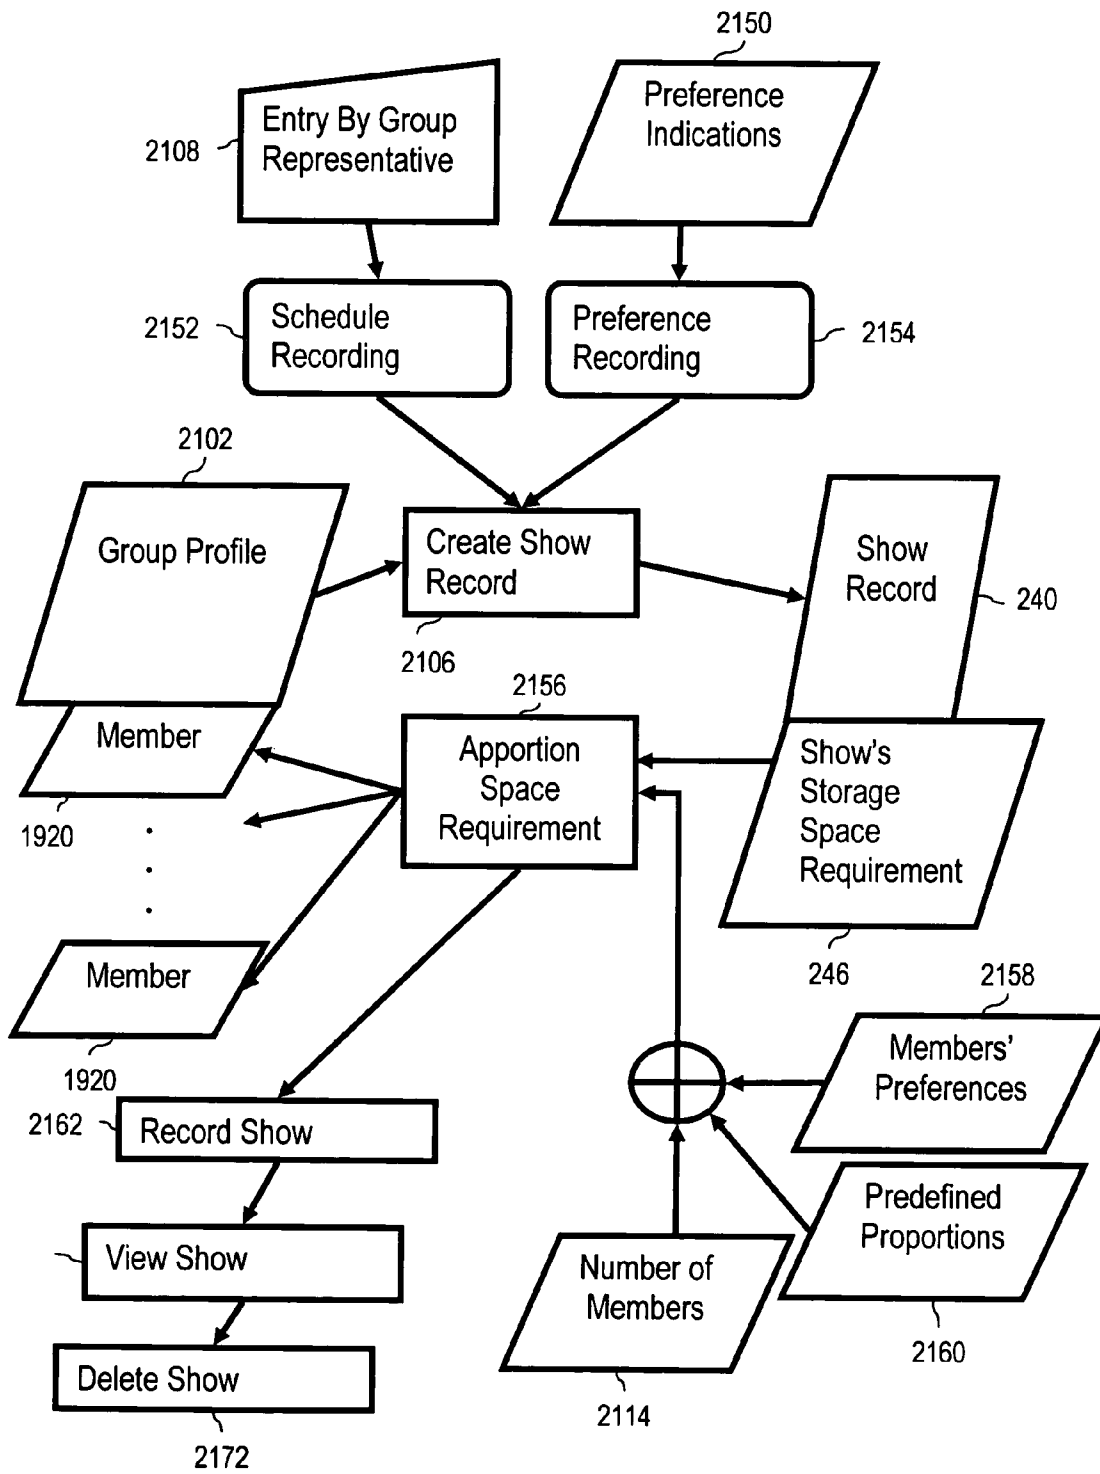 2150
Preference
Indications
Entry By Group
Representative
2108
Schedule
Recording
2152
Preference
Recording
2154
2102
Group Profile
Create Show
Record
2106
Show
Record
240
2156
Member
1920
Apportion
Space
Requirement
Show's
Storage
Space
Requirement
246
Member
1920
2158
Members'
Preferences
2162
Record Show
Predefined
Proportions
2160
View Show
Number of
Members
2114
Delete Show
2172